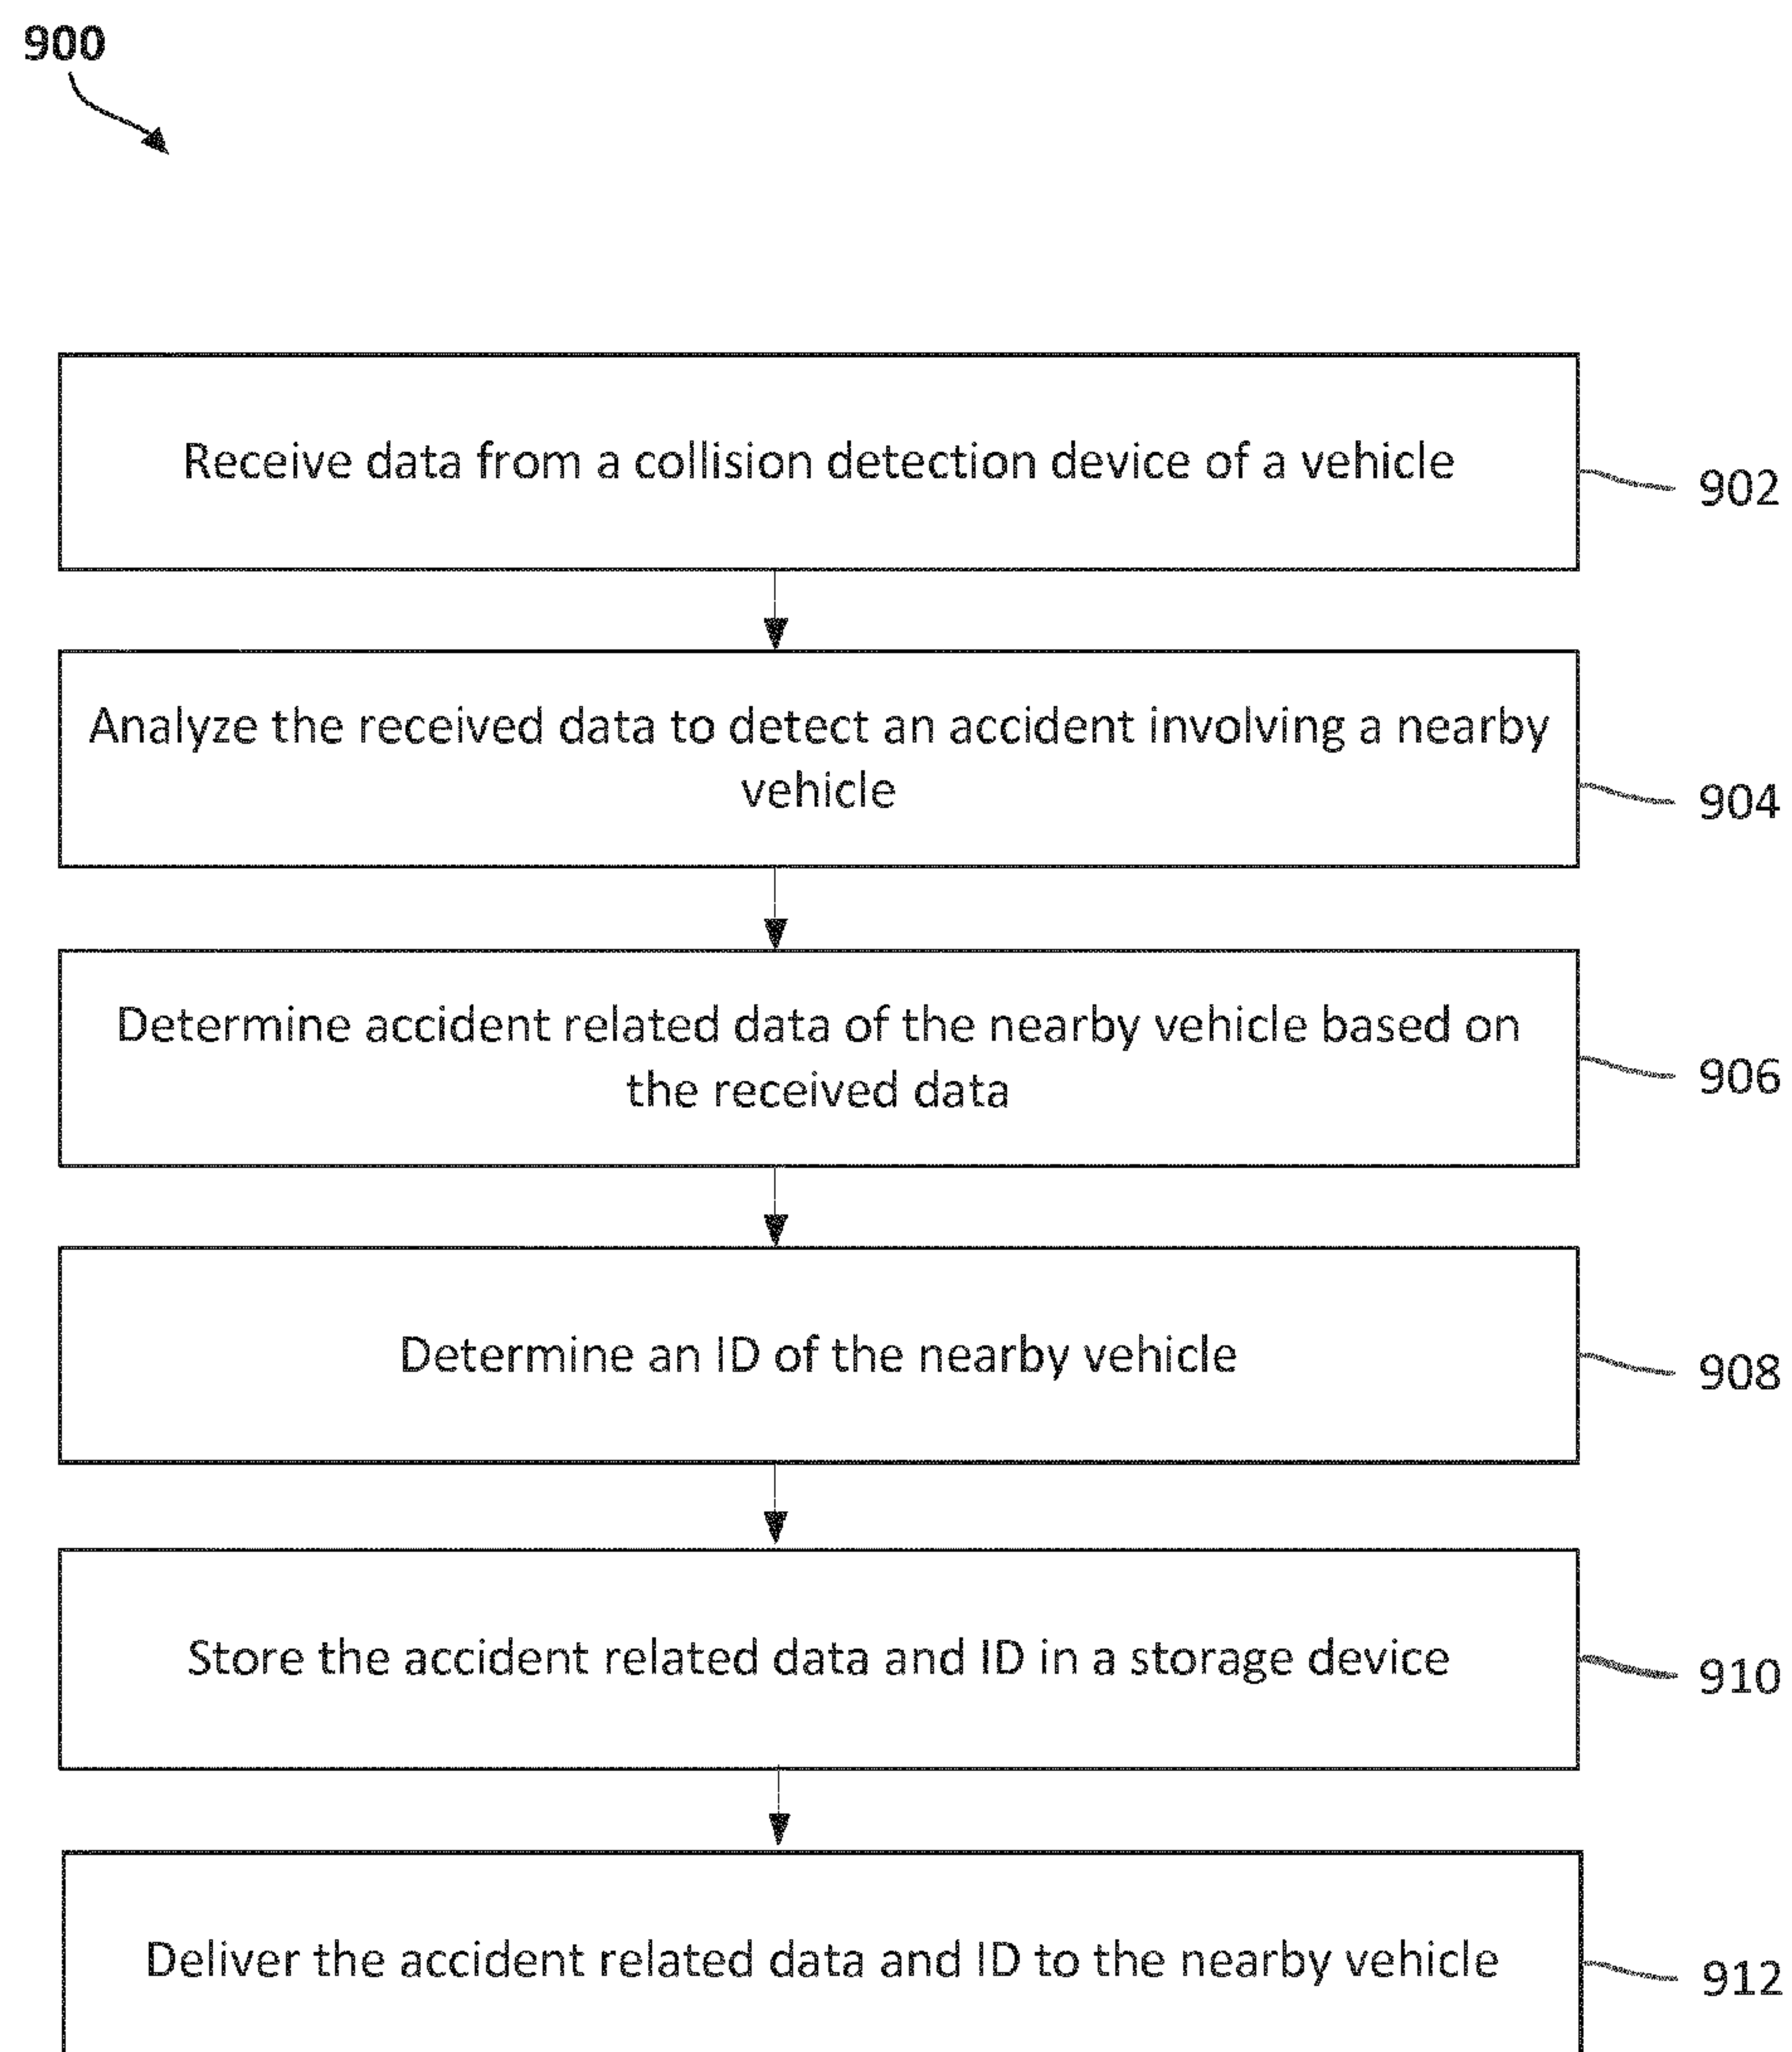 900
Receive data from a collision detection device of a vehicle
902
Analyze the received data to detect an accident involving a nearby
vehicle
904
Determine accident related data of the nearby vehicle based on
the received data
906
Determine an ID of the nearby vehicle
908
Store the accident related data and ID in a storage device
910
Deliver the accident related data and ID to the nearby vehicle
912